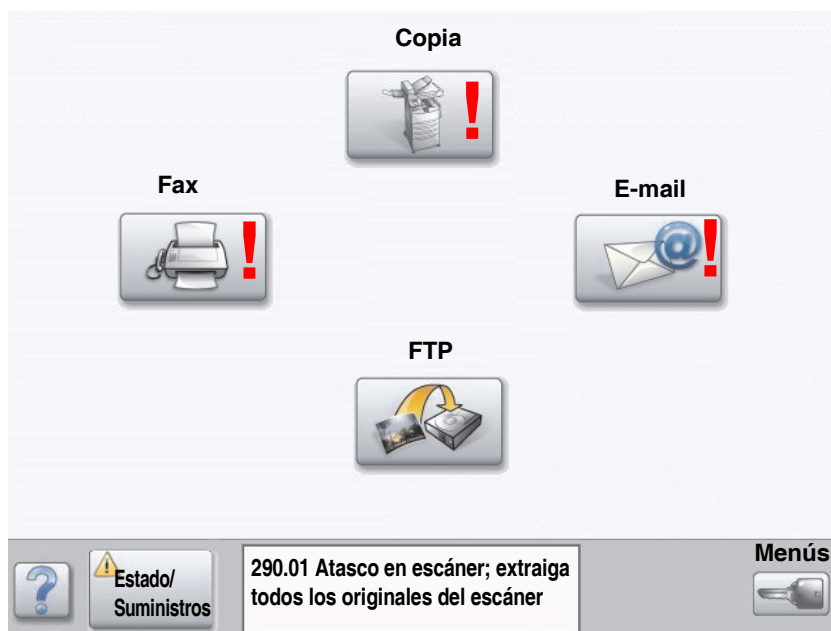 Copia
Fax
E-mail
FTP
Estado/
Suministros
290.01 Atasco en escáner; extraiga
todos los originales del escáner
Menús